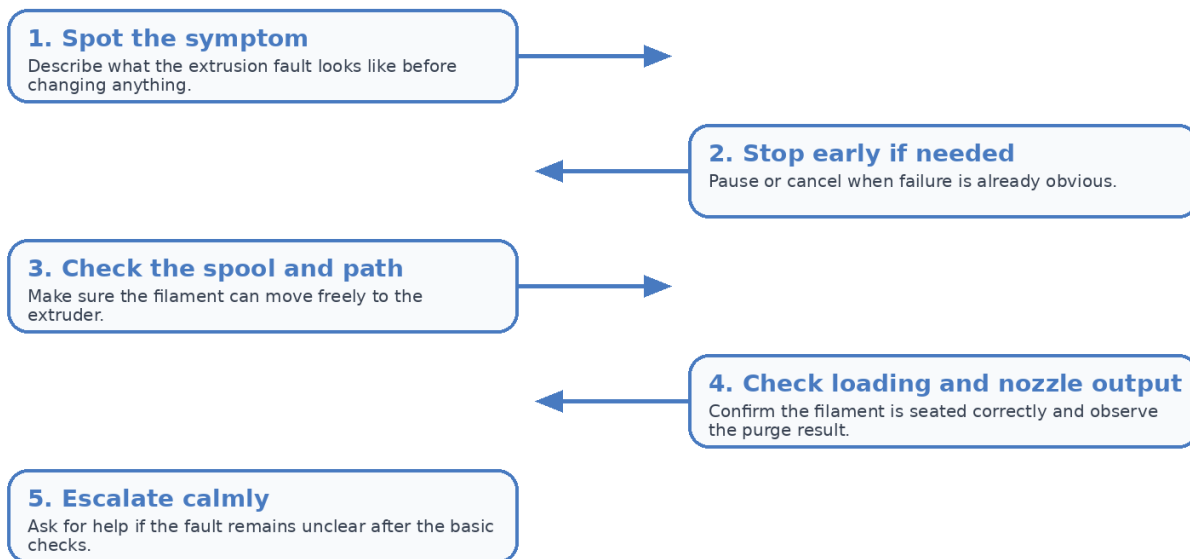 1. Spot the symptom
Describe what the extrusion fault looks like before
changing anything.
2. Stop early if needed
Pause or cancel when failure is already obvious.
3. Check the spool and path
Make sure the filament can move freely to the
extruder.
4. Check loading and nozzle output
Confirm the filament is seated correctly and observe
the purge result.
5. Escalate calmly
Ask for help if the fault remains unclear after the basic
checks.